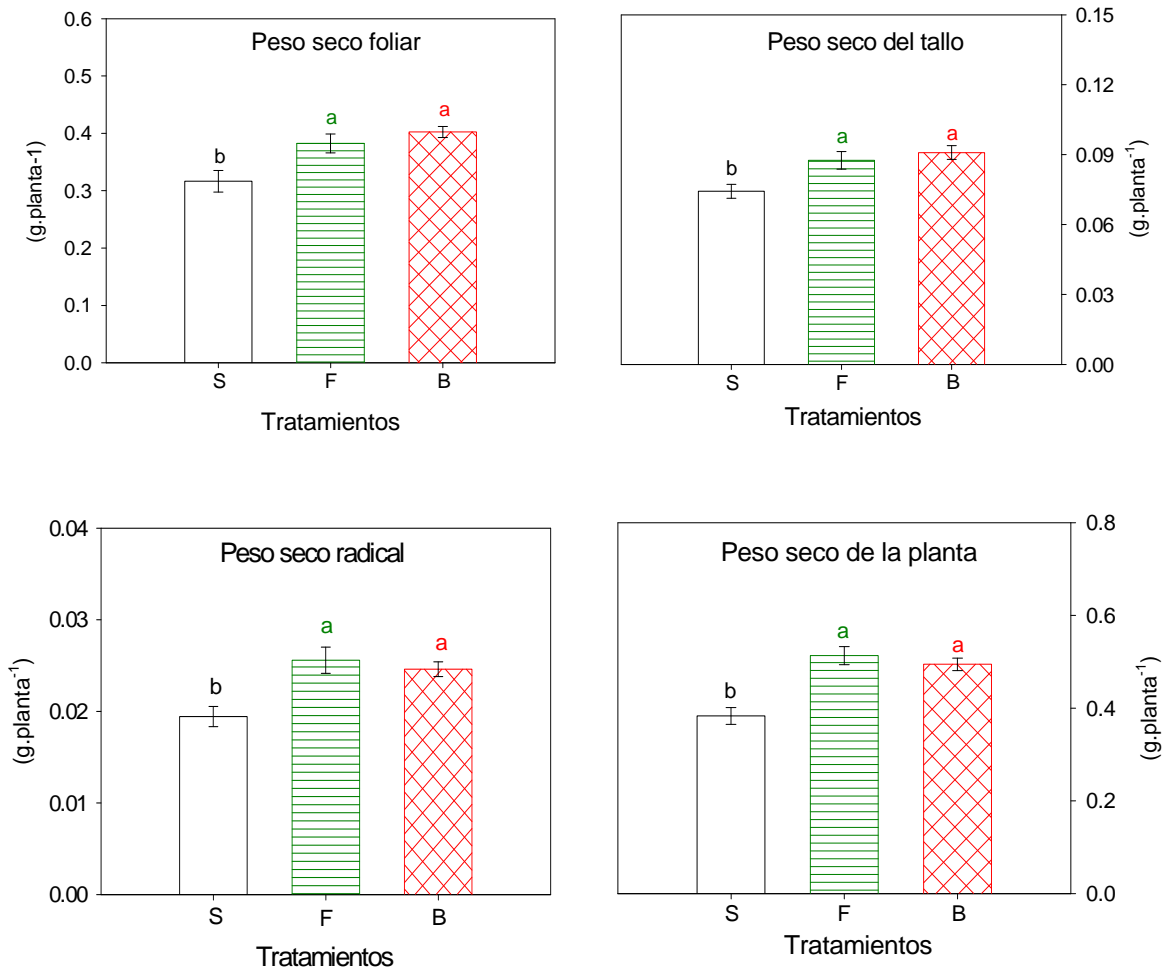 Peso seco foliar
0.6
0.5
0.4
0.3
0.2
0.1
0.0
(g.planta-1)
b
a
a
S F B
Tratamientos
Peso seco del tallo
0.15
0.12
0.09
0.06
0.03
0.00
(g.planta⁻¹)
b
a
a
S F B
Tratamientos
Peso seco radical
0.04
0.03
0.02
0.01
0.00
(g.planta⁻¹)
b
a
a
S F B
Tratamientos
Peso seco de la planta
0.8
0.6
0.4
0.2
0.0
(g.planta⁻¹)
b
a
a
S F B
Tratamientos